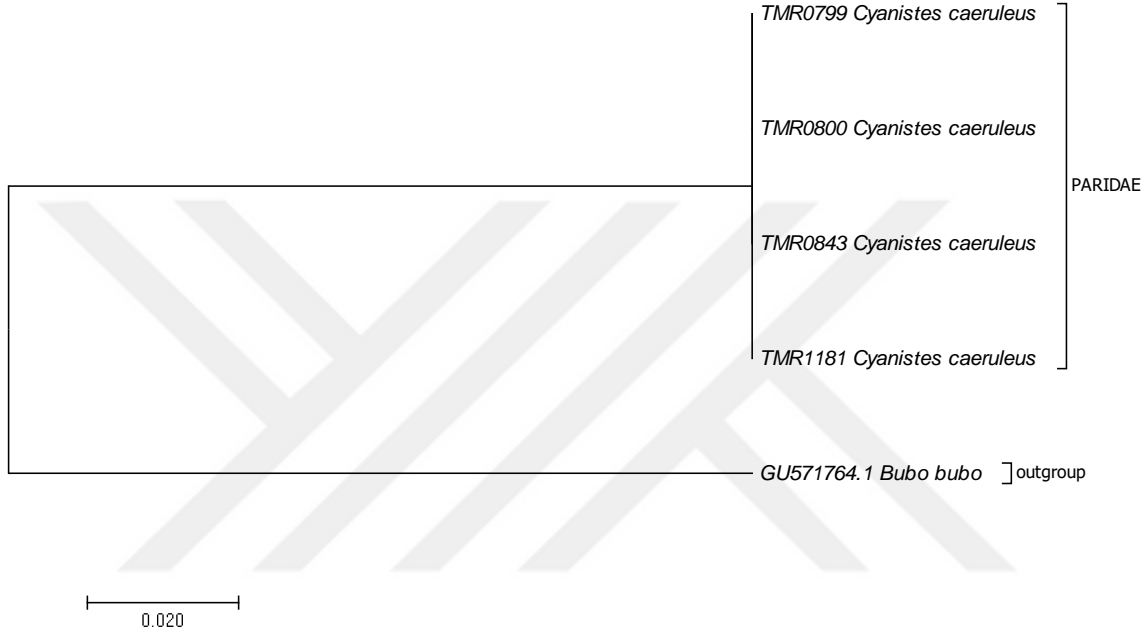 TMR0799 Cyanistes caeruleus
TMR0800 Cyanistes caeruleus
PARIDAE
TMR0843 Cyanistes caeruleus
TMR1181 Cyanistes caeruleus
GU571764.1 Bubo bubo
outgroup
0.020